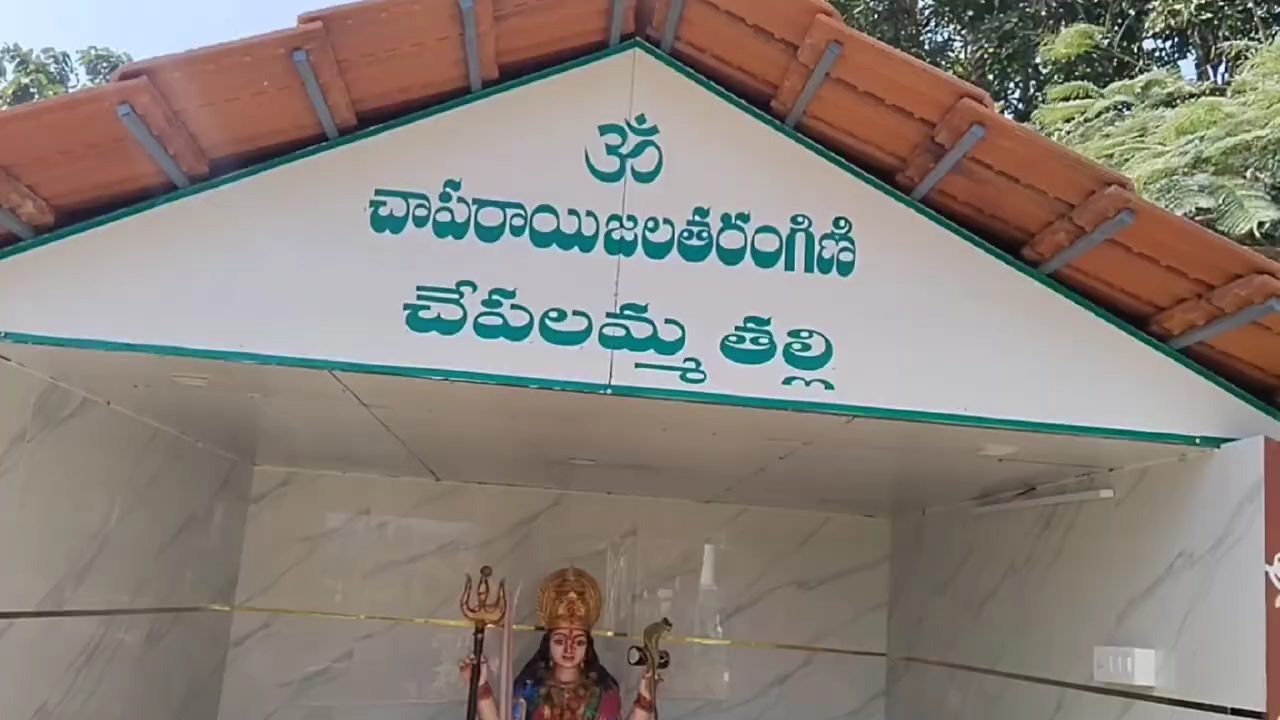 ॐ
చాపరాయిజలతరంగిణి
చేపలమ్మ తల్లి